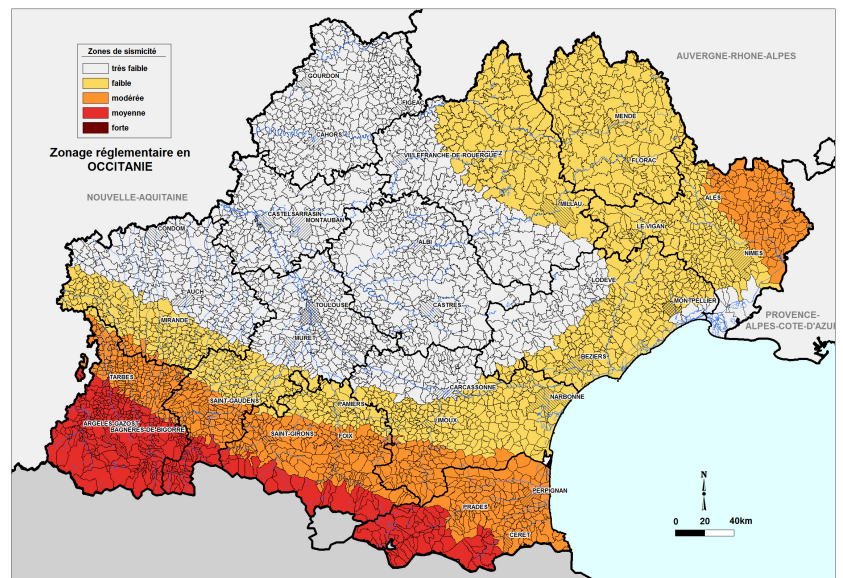 Zones de sismicité
très faible
faible
modérée
moyenne
forte
Zonage réglementaire en
OCCITANIE
AUVERGNE-RHONE-ALPES
NOUVELLE-AQUITAINE
PROVENCE-
ALPES-COTE-D'AZUR
GOURDON
FIGEAC
CAHORS
MENDE
VILLEFRANCHE-DE-ROUERGUE
FLORAC
ALES
MILLAU
CASTELSARRASIN
MONTAUBAN
LE VIGAN
CONDOM
ALBI
NIMES
LODEVE
AUCH
TOULOUSE
CASTRES
MONTPELLIER
MIRANDE
MURET
BEZIERS
TARBES
CARCASSONNE
SAINT-GAUDENS
PAMIERS
NARBONNE
LIMOUX
ARGELES-GAZOST
BAGNERES-DE-BIGORRE
SAINT-GIRONS
FOIX
PERPIGNAN
PRADES
CERET
N
0 20 40km